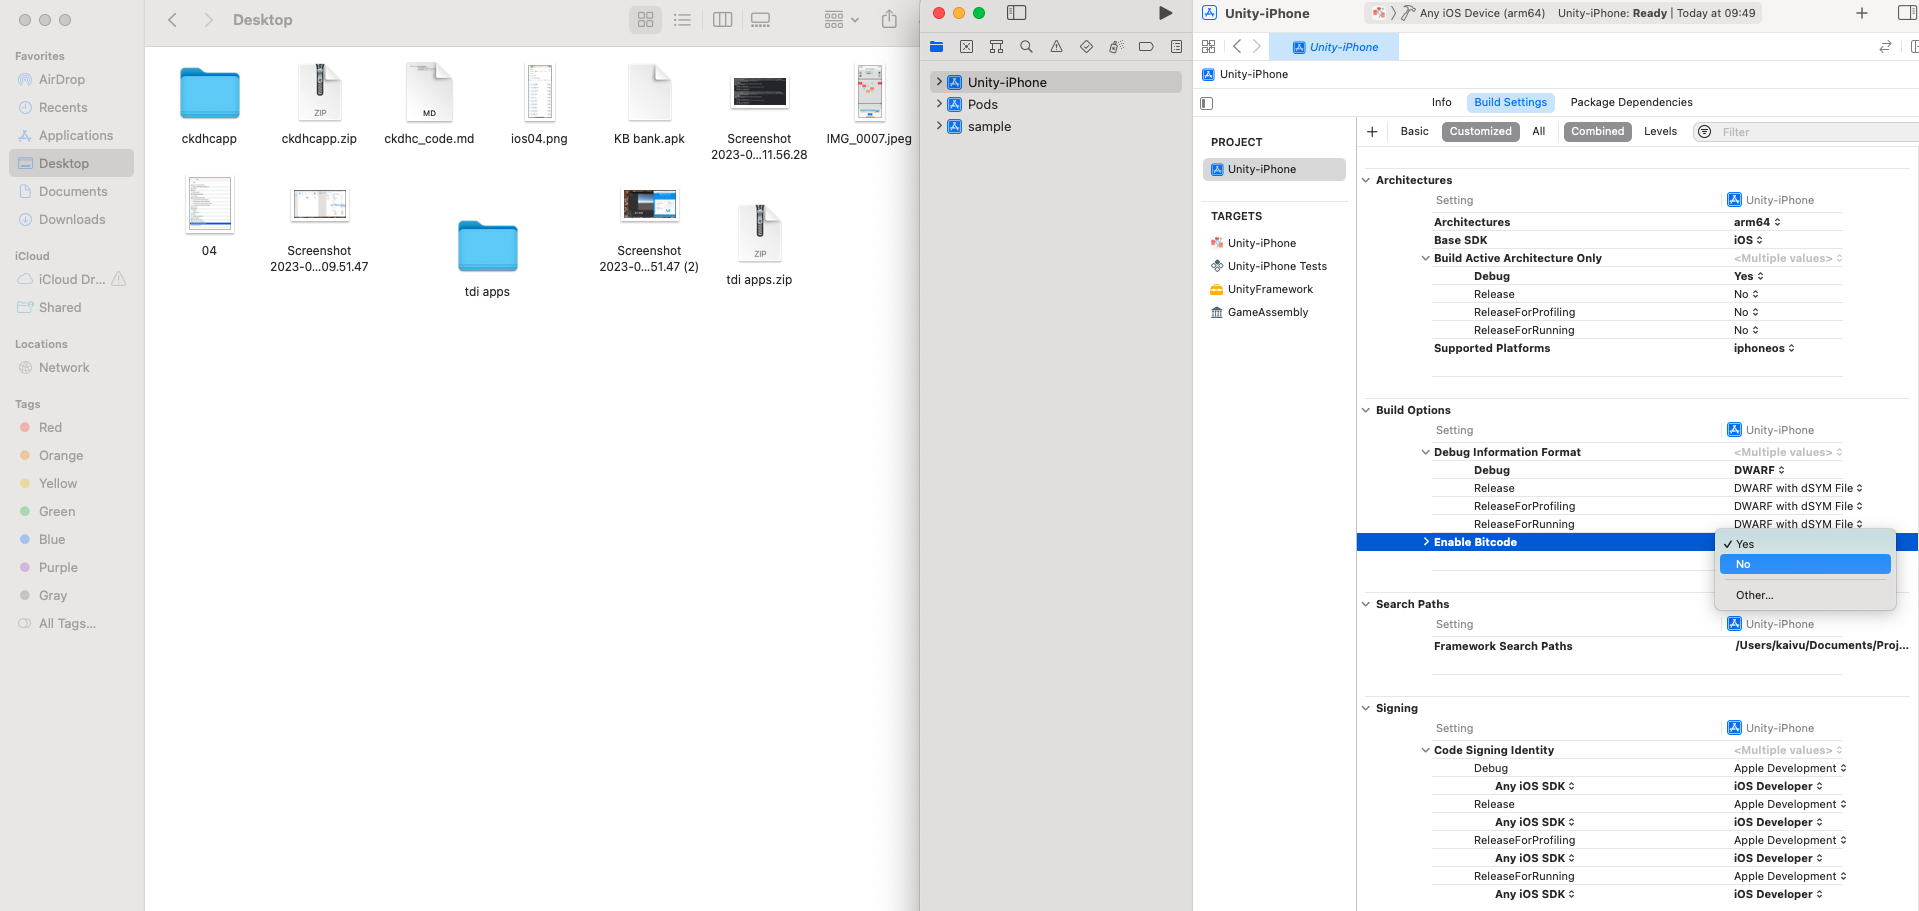 Desktop
Favorites
AirDrop
Recents
Applications
Desktop
Documents
Downloads
iCloud
iCloud Dr...
Shared
Locations
Network
Tags
Red
Orange
Yellow
Green
Blue
Purple
Gray
All Tags...
ckdhcapp
ZIP
ckdhcapp.zip
MD
ckdhc_code.md
ios04.png
KB bank.apk
Screenshot
2023-0...11.56.28
IMG_0007.jpeg
04
Screenshot
2023-0...09.51.47
tdi apps
Screenshot
2023-0...51.47 (2)
ZIP
tdi apps.zip
Unity-iPhone
Pods
sample
Unity-iPhone
Any iOS Device (arm64)
Unity-iPhone: Ready | Today at 09:49
Unity-iPhone
Unity-iPhone
Info
Build Settings
Package Dependencies
PROJECT
Unity-iPhone
TARGETS
Unity-iPhone
Unity-iPhone Tests
UnityFramework
GameAssembly
Basic
Customized
All
Combined
Levels
Filter
Architectures
Setting Unity-iPhone
Architectures arm64
Base SDK iOS
Build Active Architecture Only <Multiple values>
Debug Yes
Release No
ReleaseForProfiling No
ReleaseForRunning No
Supported Platforms iphoneos
Build Options
Setting Unity-iPhone
Debug Information Format <Multiple values>
Debug DWARF
Release DWARF with dSYM File
ReleaseForProfiling DWARF with dSYM File
ReleaseForRunning DWARF with dSYM File
Enable Bitcode
Yes
No
Other...
Search Paths
Setting Unity-iPhone
Framework Search Paths /Users/kaivu/Documents/Proj...
Signing
Setting Unity-iPhone
Code Signing Identity <Multiple values>
Debug Apple Development
Any iOS SDK iOS Developer
Release Apple Development
Any iOS SDK iOS Developer
ReleaseForProfiling Apple Development
Any iOS SDK iOS Developer
ReleaseForRunning Apple Development
Any iOS SDK iOS Developer